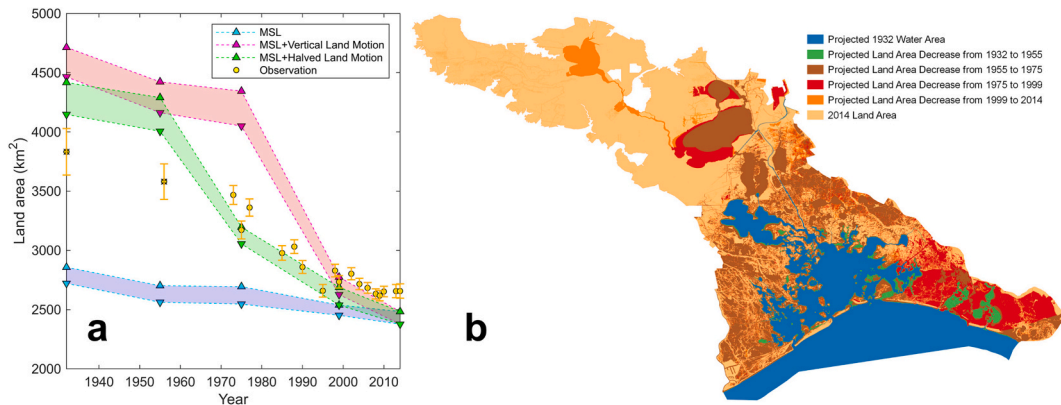 5000
4500
4000
3500
3000
2500
2000
Land area (km²)
1940 1950 1960 1970 1980 1990 2000 2010
Year
MSL
MSL+Vertical Land Motion
MSL+Halved Land Motion
Observation
a
Projected 1932 Water Area
Projected Land Area Decrease from 1932 to 1955
Projected Land Area Decrease from 1955 to 1975
Projected Land Area Decrease from 1975 to 1999
Projected Land Area Decrease from 1999 to 2014
2014 Land Area
b